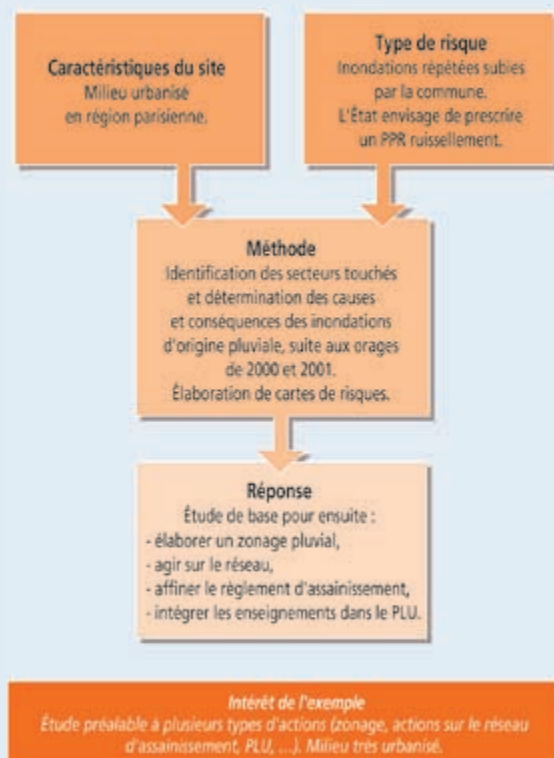 Caractéristiques du site
Milieu urbanisé
en région parisienne.
Type de risque
Inondations répétées subies
par la commune.
L'État envisage de prescrire
un PPR ruissellement.
Méthode
Identification des secteurs touchés
et détermination des causes
et conséquences des inondations
d'origine pluviale, suite aux orages
de 2000 et 2001.
Élaboration de cartes de risques.
Réponse
Étude de base pour ensuite :
- élaborer un zonage pluvial,
- agir sur le réseau,
- affiner le règlement d'assainissement,
- intégrer les enseignements dans le PLU.
Intérêt de l'exemple
Étude préalable à plusieurs types d'actions (zonage, actions sur le réseau
d'assainissement, PLU, ...). Milieu très urbanisé.